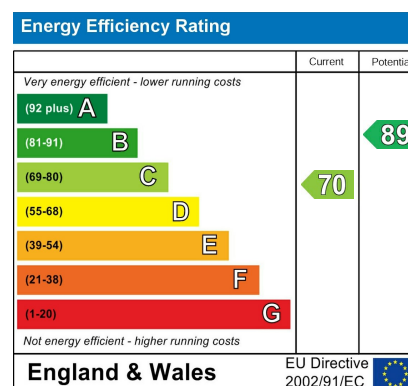 Energy Efficiency Rating
Current Potentia
Very energy efficient - lower running costs
(92 plus) A
(81-91) B
89
(69-80) C
70
(55-68) D
(39-54) E
(21-38) F
(1-20) G
Not energy efficient - higher running costs
England & Wales
EU Directive
2002/91/EC